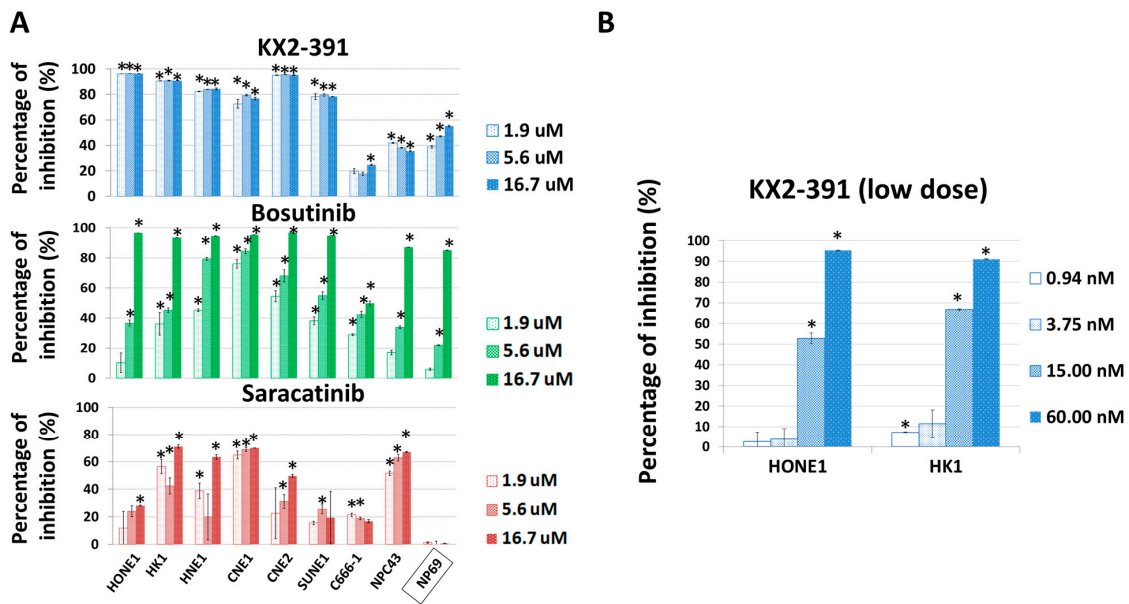 A
KX2-391
Percentage of
inhibition (%)
100
80
60
40
20
0
* * *
* * *
* * *
* * *
* * *
* * *
*
* * *
* * *
1.9 uM
5.6 uM
16.7 uM
Bosutinib
Percentage of
inhibition (%)
100
80
60
40
20
0
* *
* * *
* * *
* * *
* * *
* * *
* * *
* *
* *
1.9 uM
5.6 uM
16.7 uM
Saracatinib
Percentage of
inhibition (%)
100
80
60
40
20
0
*
* * *
* *
* * *
* *
*
* *
* * *
1.9 uM
5.6 uM
16.7 uM
HONE1
HK1
HNE1
CNE1
CNE2
SUNE1
C666-1
NPC43
NP69
B
KX2-391 (low dose)
Percentage of inhibition (%)
100
90
80
70
60
50
40
30
20
10
0
* *
* * *
HONE1
HK1
0.94 nM
3.75 nM
15.00 nM
60.00 nM